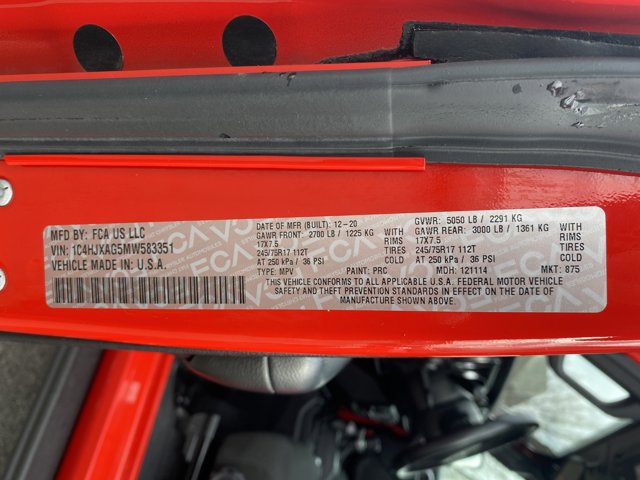 MFD BY: FCA US LLC
VIN: 1C4HJXAG5MW583351
VEHICLE MADE IN U.S.A.
DATE OF MFR (BUILT): 12-20
GAWR FRONT: 2700 LB / 1225 KG WITH
17X7.5 RIMS
245/75R17 112T TIRES
AT 250 kPa / 36 PSI COLD
GVWR: 5050 LB / 2291 KG
GAWR REAR: 3000 LB / 1361 KG WITH
17X7.5 RIMS
245/75R17 112T TIRES
AT 250 kPa / 36 PSI COLD
TYPE: MPV PAINT: PRC MDH: 121114 MKT: 875
THIS VEHICLE CONFORMS TO ALL APPLICABLE U.S.A. FEDERAL MOTOR VEHICLE
SAFETY AND THEFT PREVENTION STANDARDS IN EFFECT ON THE DATE OF
MANUFACTURE SHOWN ABOVE.